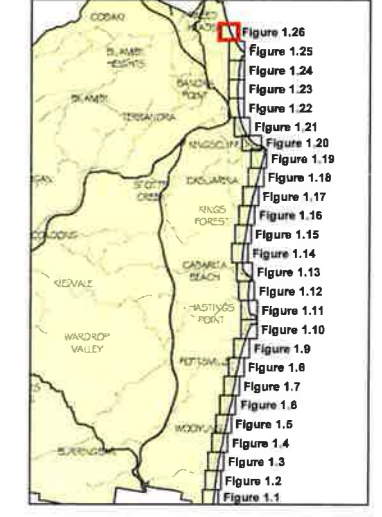 COBAKI
HEADS
Figure 1.26
Figure 1.25
BILAMBIL
HEIGHTS
Figure 1.24
BANORA
POINT
Figure 1.23
BILAMBIL
Figure 1.22
TERRANORA
Figure 1.21
KINGSCLIFF
Figure 1.20
Figure 1.19
Figure 1.18
CASUARINA
STOTTS
CREEK
Figure 1.17
KINGS
FOREST
Figure 1.16
Figure 1.15
Figure 1.14
CABARITA
BEACH
Figure 1.13
Figure 1.12
HASTINGS
POINT
Figure 1.11
Figure 1.10
WARDROP
VALLEY
Figure 1.9
POTTSVILLE
Figure 1.8
Figure 1.7
Figure 1.6
Figure 1.5
Figure 1.4
Figure 1.3
Figure 1.2
Figure 1.1